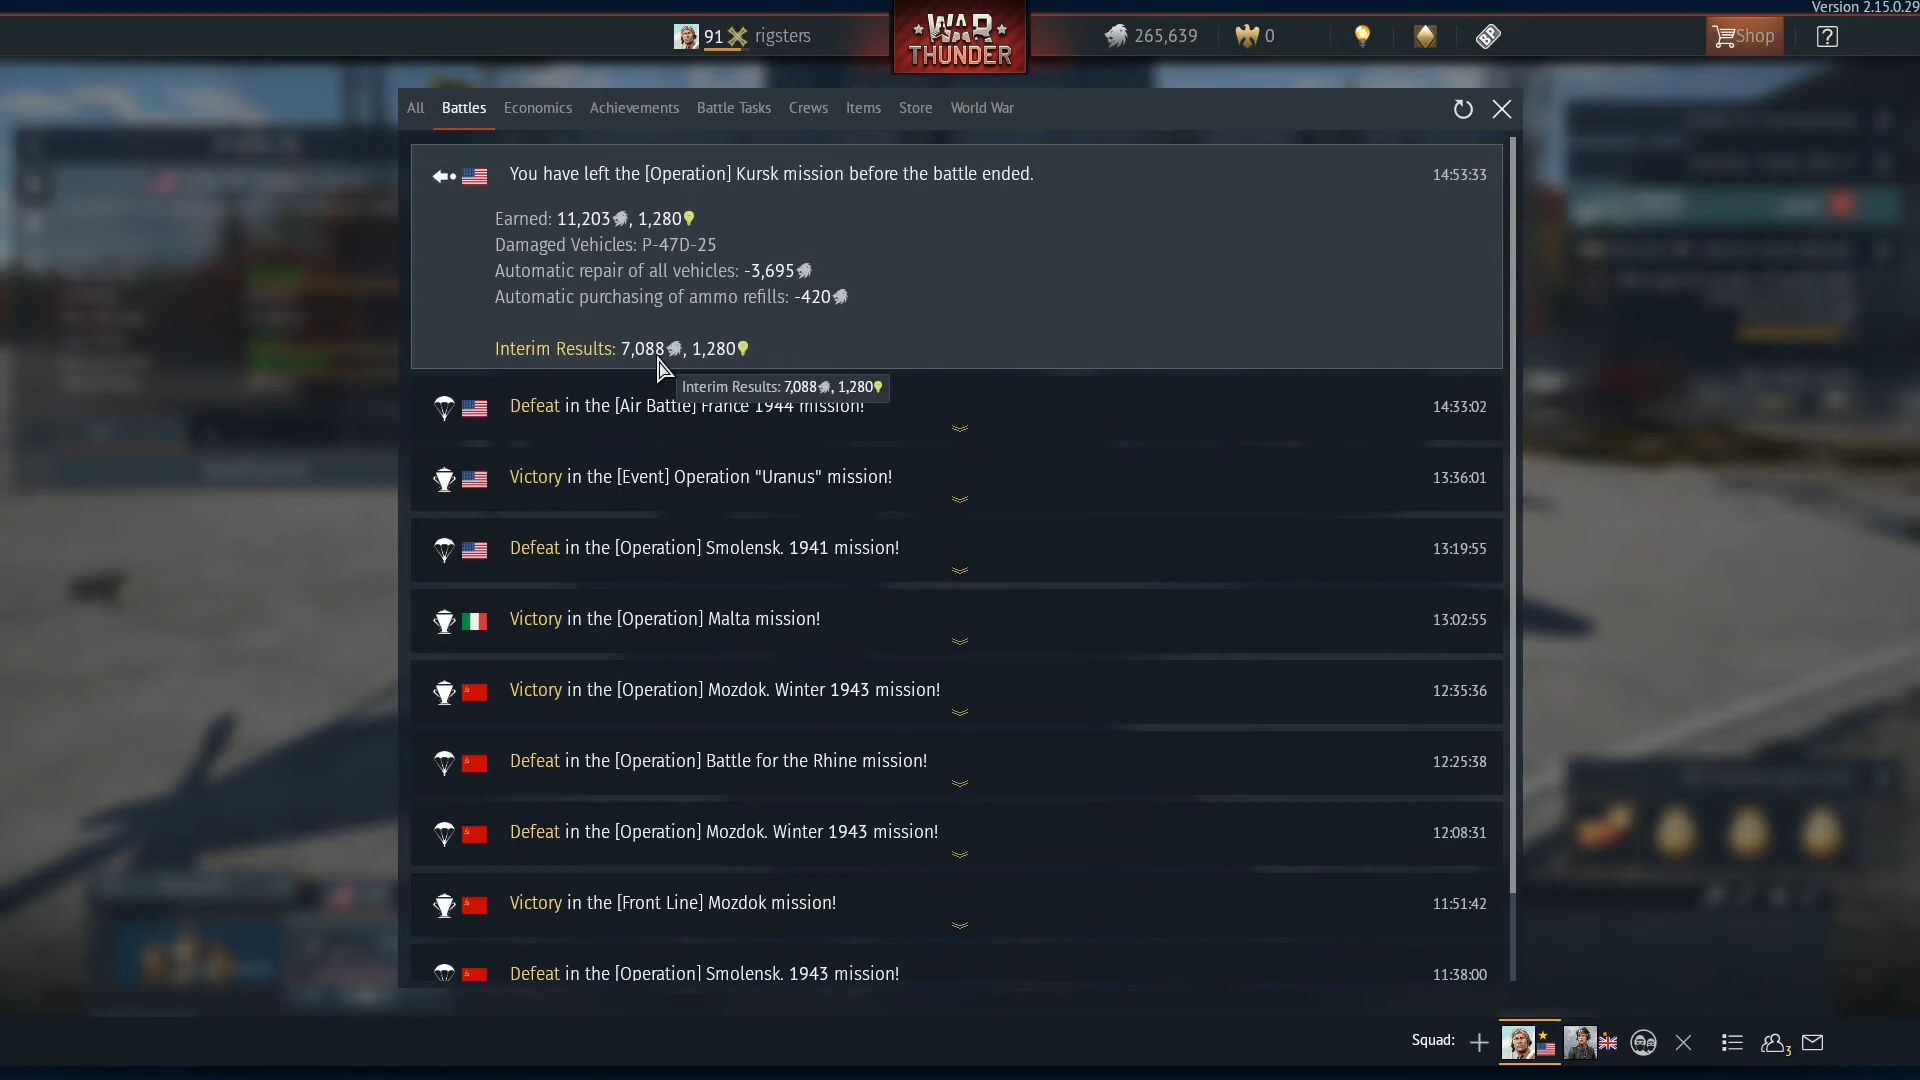 Version 2.15.0.29
91 rigsters
WAR THUNDER
265,639
0
BP
Shop
?
All Battles Economics Achievements Battle Tasks Crews Items Store World War
You have left the [Operation] Kursk mission before the battle ended. 14:53:33
Earned: 11,203, 1,280
Damaged Vehicles: P-47D-25
Automatic repair of all vehicles: -3,695
Automatic purchasing of ammo refills: -420
Interim Results: 7,088, 1,280
Interim Results: 7,088, 1,280
Defeat in the [Air Battle] France 1944 mission! 14:33:02
Victory in the [Event] Operation "Uranus" mission! 13:36:01
Defeat in the [Operation] Smolensk. 1941 mission! 13:19:55
Victory in the [Operation] Malta mission! 13:02:55
Victory in the [Operation] Mozdok. Winter 1943 mission! 12:35:36
Defeat in the [Operation] Battle for the Rhine mission! 12:25:38
Defeat in the [Operation] Mozdok. Winter 1943 mission! 12:08:31
Victory in the [Front Line] Mozdok mission! 11:51:42
Defeat in the [Operation] Smolensk. 1943 mission! 11:38:00
Squad:
3